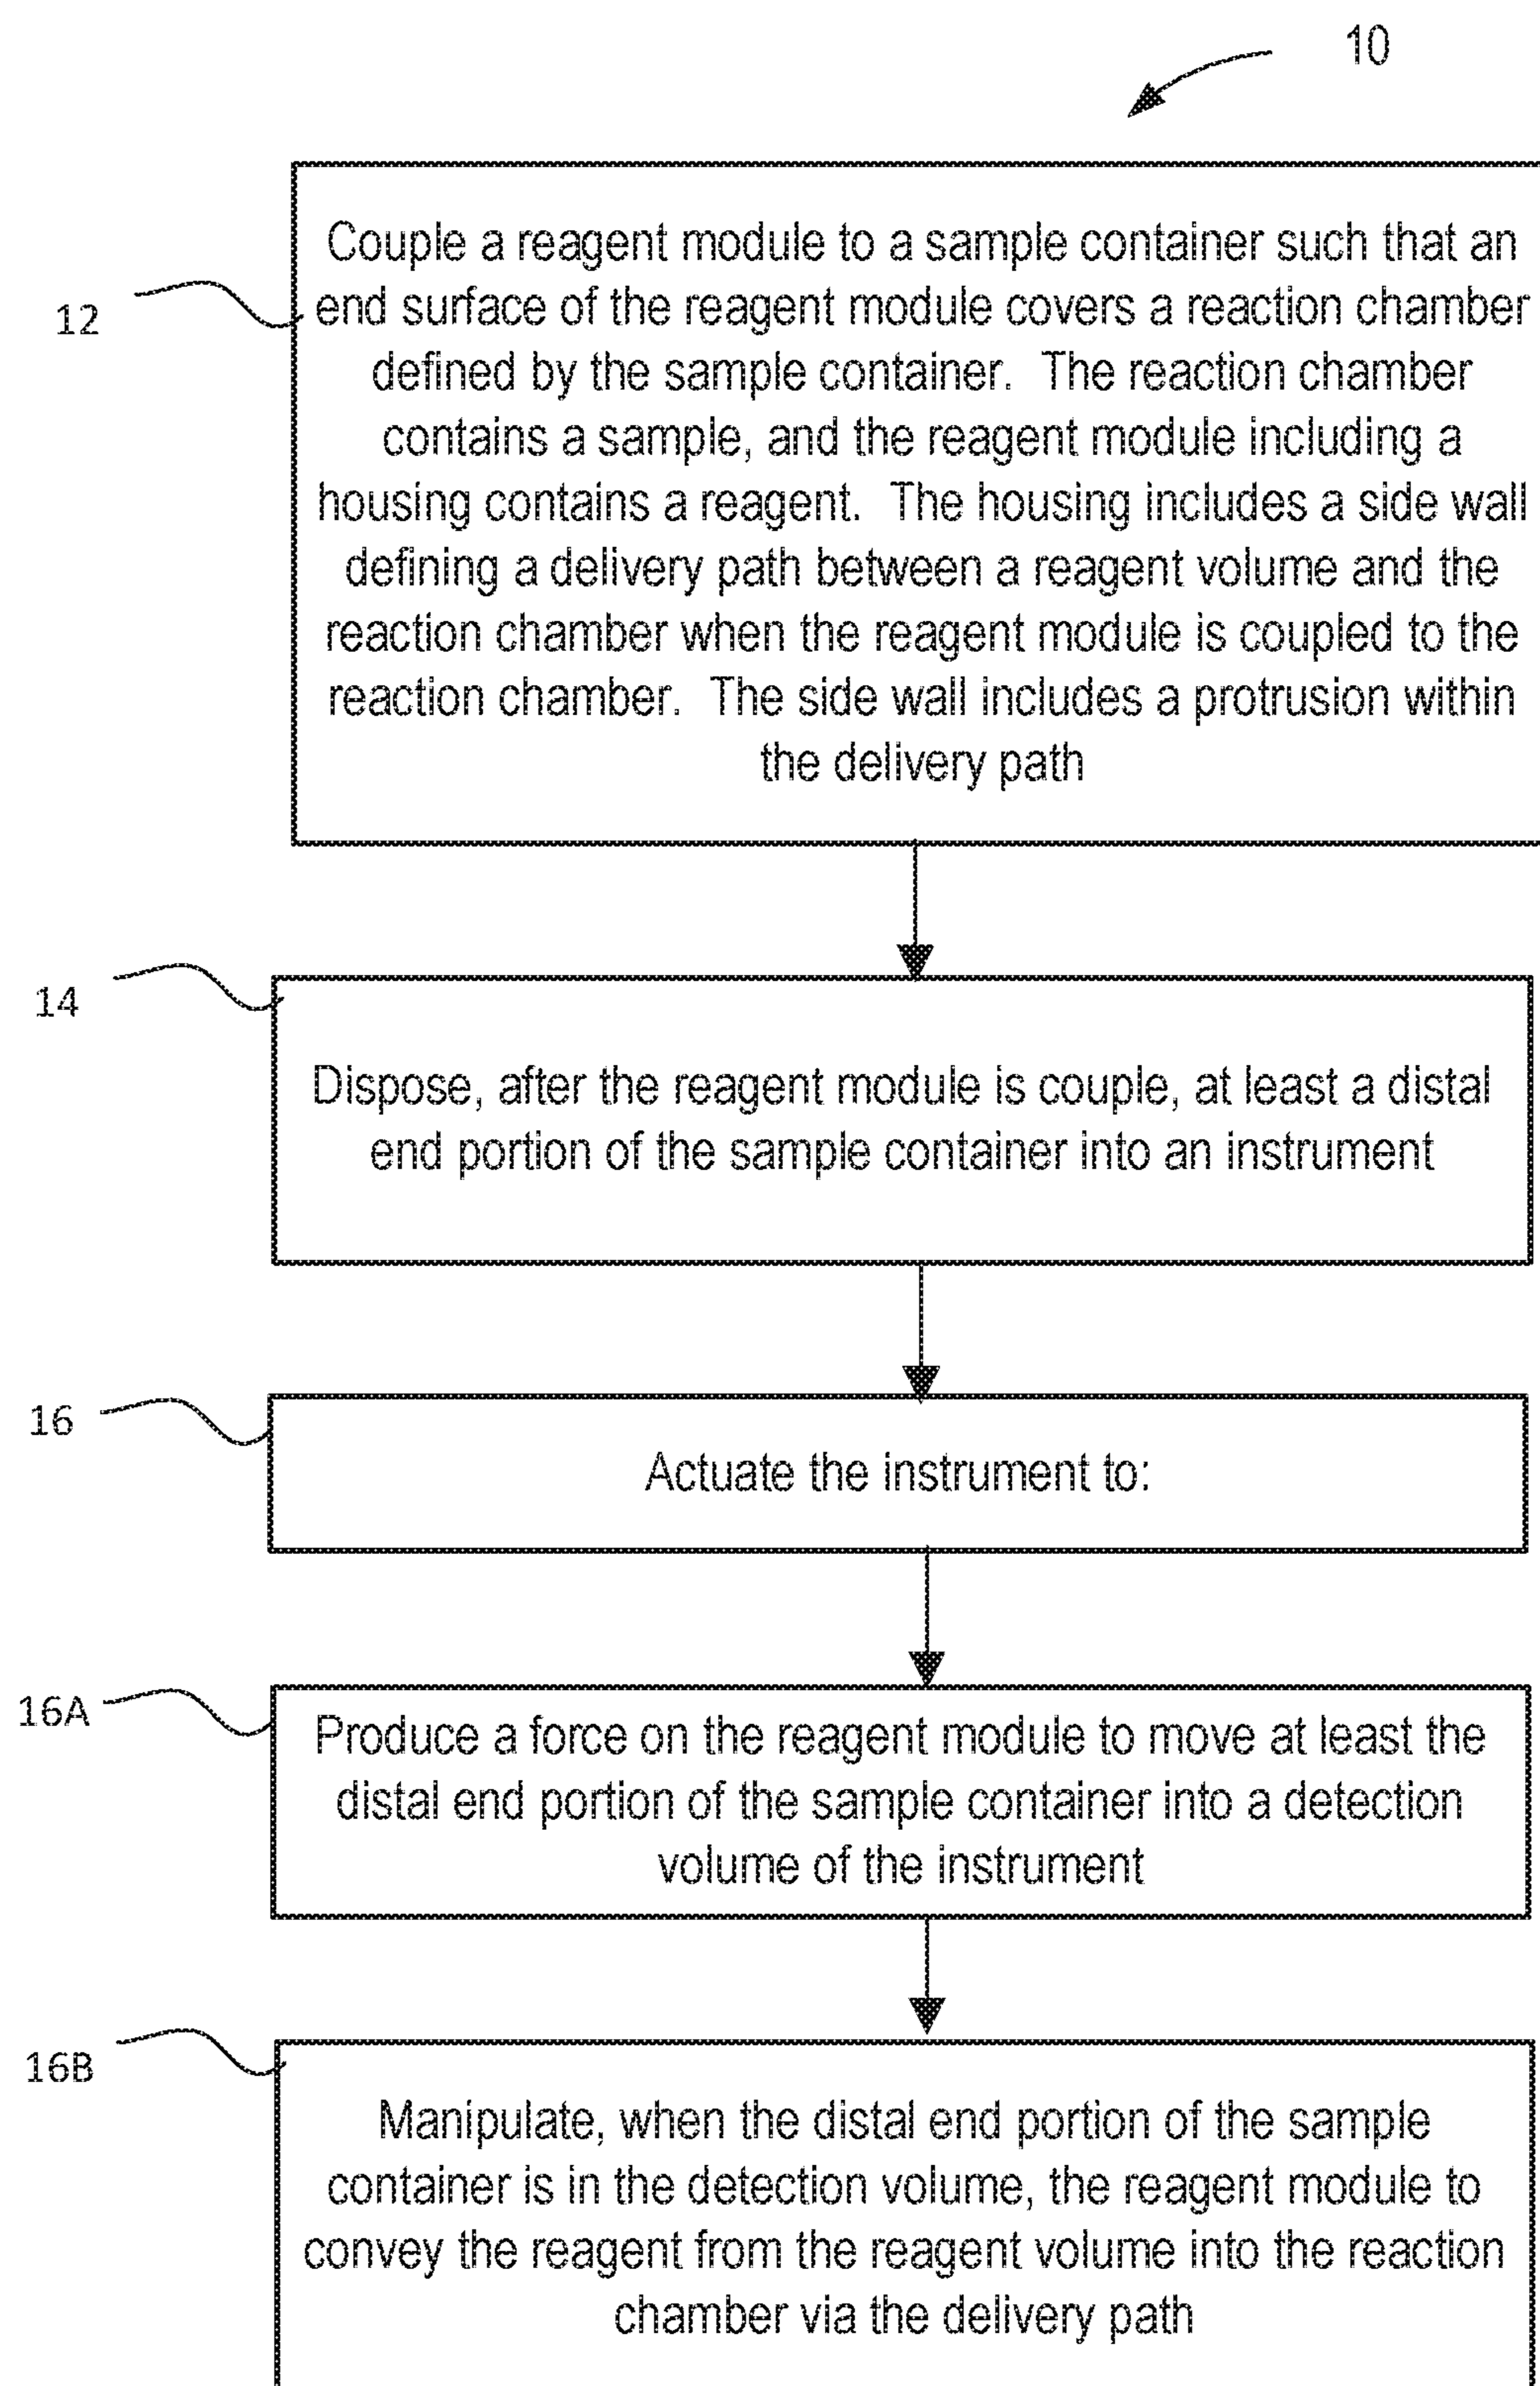 10
12
Couple a reagent module to a sample container such that an
end surface of the reagent module covers a reaction chamber
defined by the sample container. The reaction chamber
contains a sample, and the reagent module including a
housing contains a reagent. The housing includes a side wall
defining a delivery path between a reagent volume and the
reaction chamber when the reagent module is coupled to the
reaction chamber. The side wall includes a protrusion within
the delivery path
14
Dispose, after the reagent module is couple, at least a distal
end portion of the sample container into an instrument
16
Actuate the instrument to:
16A
Produce a force on the reagent module to move at least the
distal end portion of the sample container into a detection
volume of the instrument
16B
Manipulate, when the distal end portion of the sample
container is in the detection volume, the reagent module to
convey the reagent from the reagent volume into the reaction
chamber via the delivery path